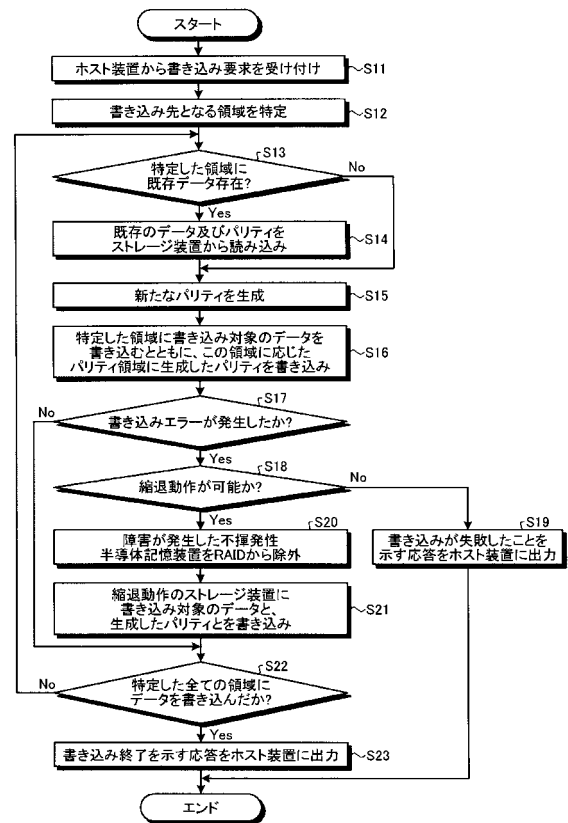 スタート
ホスト装置から書き込み要求を受け付け
S11
書き込み先となる領域を特定
S12
S13
特定した領域に
既存データ存在?
No
Yes
既存のデータ及びパリティを
ストレージ装置から読み込み
S14
新たなパリティを生成
S15
特定した領域に書き込み対象のデータを
書き込むとともに、この領域に応じた
パリティ領域に生成したパリティを書き込み
S16
S17
書き込みエラーが発生したか?
No
Yes
S18
縮退動作が可能か?
No
Yes
S19
書き込みが失敗したことを
示す応答をホスト装置に出力
S20
障害が発生した不揮発性
半導体記憶装置をRAIDから除外
縮退動作のストレージ装置に
書き込み対象のデータと、
生成したパリティとを書き込み
S21
S22
特定した全ての領域に
データを書き込んだか?
No
Yes
書き込み終了を示す応答をホスト装置に出力
S23
エンド